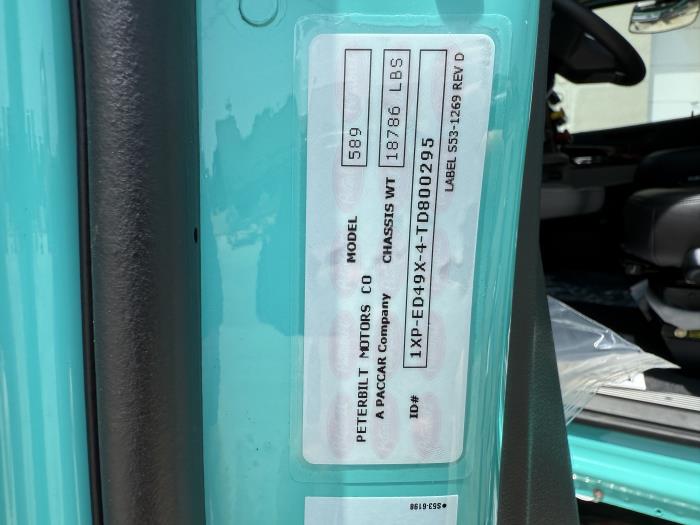 PETERBILT MOTORS CO MODEL 589
A PACCAR Company CHASSIS WT 18786 LBS
ID# 1XP-ED49X-4-TD800295
LABEL S53-1269 REV D
● S53-6198